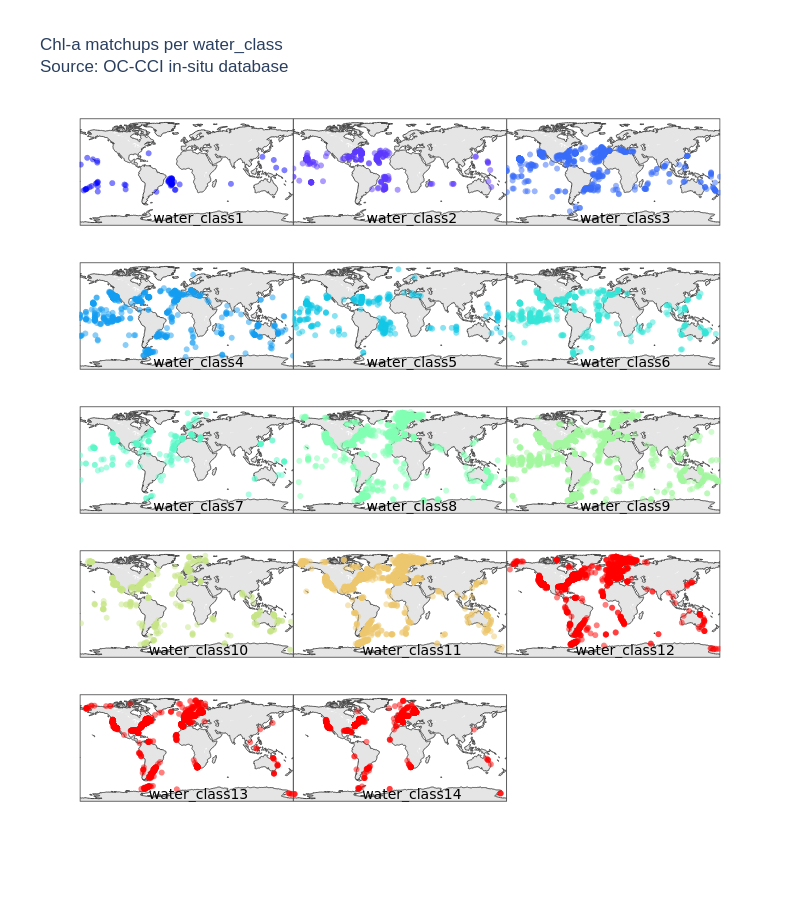 Chl-a matchups per water_class
Source: OC-CCI in-situ database
water_class1
water_class2
water_class3
water_class4
water_class5
water_class6
water_class7
water_class8
water_class9
water_class10
water_class11
water_class12
water_class13
water_class14